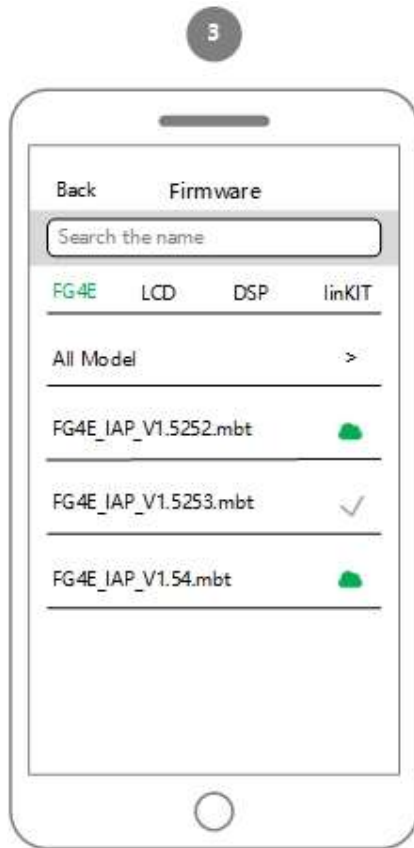 3
Back Firmware
Search the name
FG4E LCD DSP linKIT
All Model >
FG4E_IAP_V1.5252.mbt
FG4E_IAP_V1.5253.mbt
FG4E_IAP_V1.54.mbt